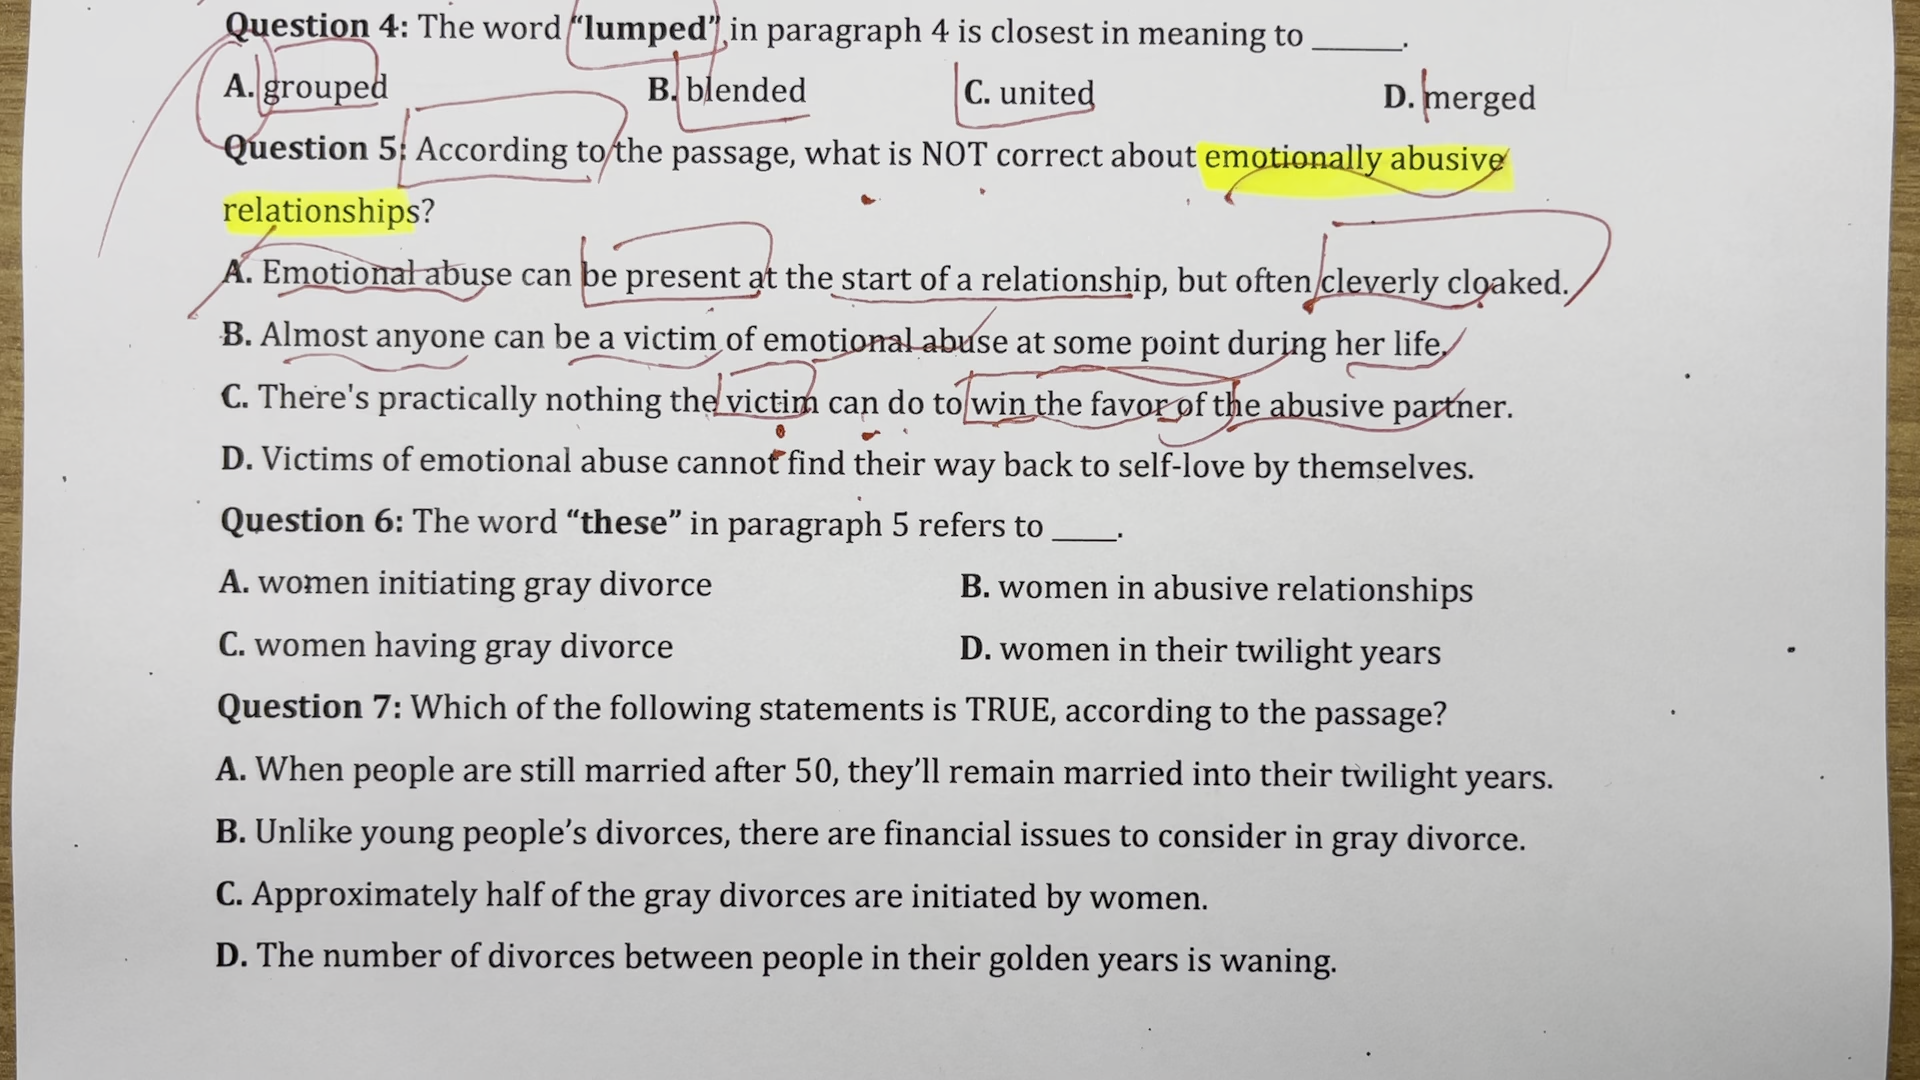 Question 4: The word “lumped” in paragraph 4 is closest in meaning to ______.
A. grouped B. blended C. united D. merged
Question 5: According to the passage, what is NOT correct about emotionally abusive
relationships?
A. Emotional abuse can be present at the start of a relationship, but often cleverly cloaked.
B. Almost anyone can be a victim of emotional abuse at some point during her life.
C. There's practically nothing the victim can do to win the favor of the abusive partner.
D. Victims of emotional abuse cannot find their way back to self-love by themselves.
Question 6: The word “these” in paragraph 5 refers to ____.
A. women initiating gray divorce B. women in abusive relationships
C. women having gray divorce D. women in their twilight years
Question 7: Which of the following statements is TRUE, according to the passage?
A. When people are still married after 50, they’ll remain married into their twilight years.
B. Unlike young people’s divorces, there are financial issues to consider in gray divorce.
C. Approximately half of the gray divorces are initiated by women.
D. The number of divorces between people in their golden years is waning.